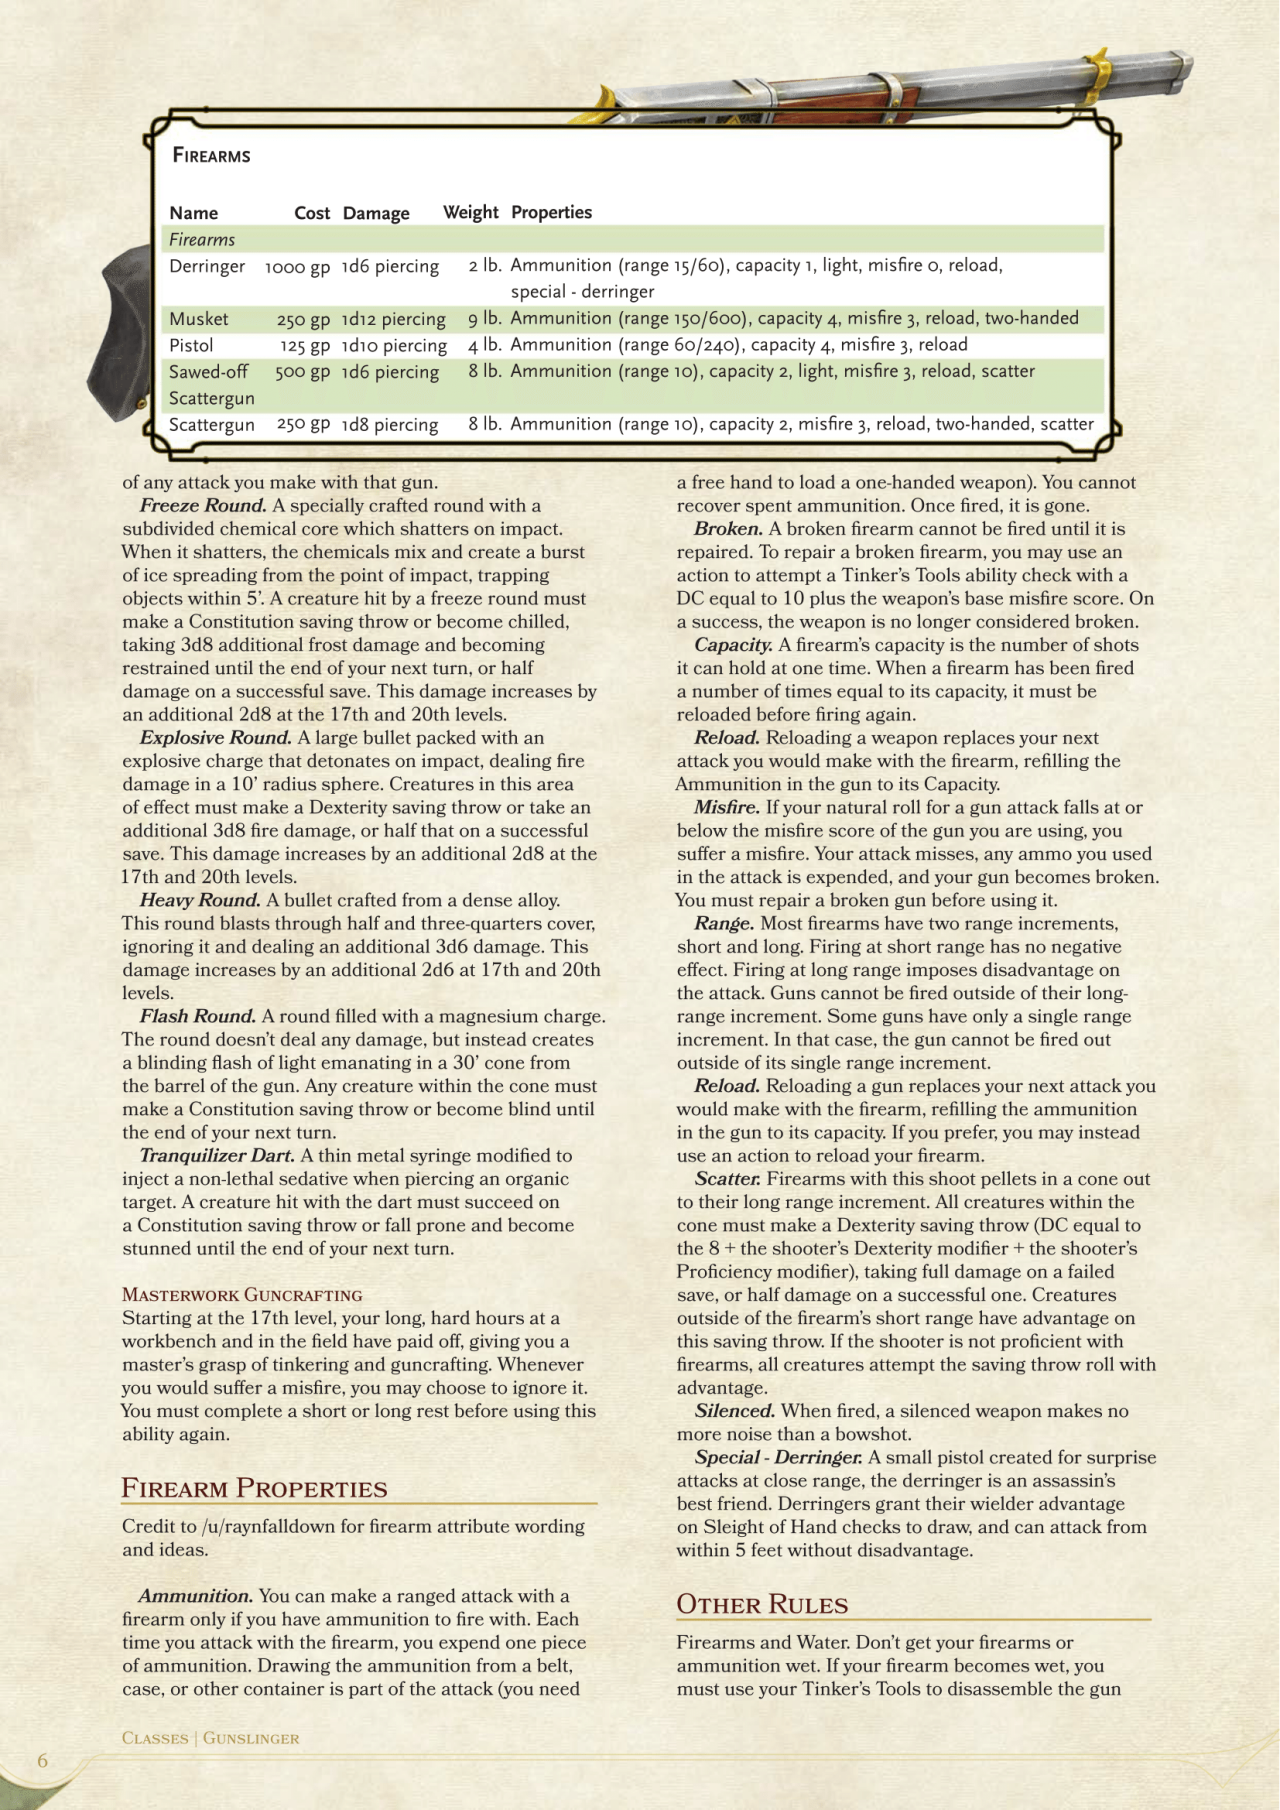 Firearms
Name Cost Damage Weight Properties
Firearms
Derringer 1000 gp 1d6 piercing 2 lb. Ammunition (range 15/60), capacity 1, light, misfire 0, reload,
special - derringer
Musket 250 gp 1d12 piercing 9 lb. Ammunition (range 150/600), capacity 4, misfire 3, reload, two-handed
Pistol 125 gp 1d10 piercing 4 lb. Ammunition (range 60/240), capacity 4, misfire 3, reload
Sawed-off 500 gp 1d6 piercing 8 lb. Ammunition (range 10), capacity 2, light, misfire 3, reload, scatter
Scattergun
Scattergun 250 gp 1d8 piercing 8 lb. Ammunition (range 10), capacity 2, misfire 3, reload, two-handed, scatter
of any attack you make with that gun.
Freeze Round. A specially crafted round with a
subdivided chemical core which shatters on impact.
When it shatters, the chemicals mix and create a burst
of ice spreading from the point of impact, trapping
objects within 5’. A creature hit by a freeze round must
make a Constitution saving throw or become chilled,
taking 3d8 additional frost damage and becoming
restrained until the end of your next turn, or half
damage on a successful save. This damage increases by
an additional 2d8 at the 17th and 20th levels.
Explosive Round. A large bullet packed with an
explosive charge that detonates on impact, dealing fire
damage in a 10’ radius sphere. Creatures in this area
of effect must make a Dexterity saving throw or take an
additional 3d8 fire damage, or half that on a successful
save. This damage increases by an additional 2d8 at the
17th and 20th levels.
Heavy Round. A bullet crafted from a dense alloy.
This round blasts through half and three-quarters cover,
ignoring it and dealing an additional 3d6 damage. This
damage increases by an additional 2d6 at 17th and 20th
levels.
Flash Round. A round filled with a magnesium charge.
The round doesn’t deal any damage, but instead creates
a blinding flash of light emanating in a 30’ cone from
the barrel of the gun. Any creature within the cone must
make a Constitution saving throw or become blind until
the end of your next turn.
Tranquilizer Dart. A thin metal syringe modified to
inject a non-lethal sedative when piercing an organic
target. A creature hit with the dart must succeed on
a Constitution saving throw or fall prone and become
stunned until the end of your next turn.
Masterwork Guncrafting
Starting at the 17th level, your long, hard hours at a
workbench and in the field have paid off, giving you a
master’s grasp of tinkering and guncrafting. Whenever
you would suffer a misfire, you may choose to ignore it.
You must complete a short or long rest before using this
ability again.
Firearm Properties
Credit to /u/raynfalldown for firearm attribute wording
and ideas.
Ammunition. You can make a ranged attack with a
firearm only if you have ammunition to fire with. Each
time you attack with the firearm, you expend one piece
of ammunition. Drawing the ammunition from a belt,
case, or other container is part of the attack (you need
a free hand to load a one-handed weapon). You cannot
recover spent ammunition. Once fired, it is gone.
Broken. A broken firearm cannot be fired until it is
repaired. To repair a broken firearm, you may use an
action to attempt a Tinker’s Tools ability check with a
DC equal to 10 plus the weapon’s base misfire score. On
a success, the weapon is no longer considered broken.
Capacity. A firearm’s capacity is the number of shots
it can hold at one time. When a firearm has been fired
a number of times equal to its capacity, it must be
reloaded before firing again.
Reload. Reloading a weapon replaces your next
attack you would make with the firearm, refilling the
Ammunition in the gun to its Capacity.
Misfire. If your natural roll for a gun attack falls at or
below the misfire score of the gun you are using, you
suffer a misfire. Your attack misses, any ammo you used
in the attack is expended, and your gun becomes broken.
You must repair a broken gun before using it.
Range. Most firearms have two range increments,
short and long. Firing at short range has no negative
effect. Firing at long range imposes disadvantage on
the attack. Guns cannot be fired outside of their long-
range increment. Some guns have only a single range
increment. In that case, the gun cannot be fired out
outside of its single range increment.
Reload. Reloading a gun replaces your next attack you
would make with the firearm, refilling the ammunition
in the gun to its capacity. If you prefer, you may instead
use an action to reload your firearm.
Scatter. Firearms with this shoot pellets in a cone out
to their long range increment. All creatures within the
cone must make a Dexterity saving throw (DC equal to
the 8 + the shooter’s Dexterity modifier + the shooter’s
Proficiency modifier), taking full damage on a failed
save, or half damage on a successful one. Creatures
outside of the firearm’s short range have advantage on
this saving throw. If the shooter is not proficient with
firearms, all creatures attempt the saving throw roll with
advantage.
Silenced. When fired, a silenced weapon makes no
more noise than a bowshot.
Special - Derringer. A small pistol created for surprise
attacks at close range, the derringer is an assassin’s
best friend. Derringers grant their wielder advantage
on Sleight of Hand checks to draw, and can attack from
within 5 feet without disadvantage.
Other Rules
Firearms and Water. Don’t get your firearms or
ammunition wet. If your firearm becomes wet, you
must use your Tinker’s Tools to disassemble the gun
Classes | Gunslinger
6